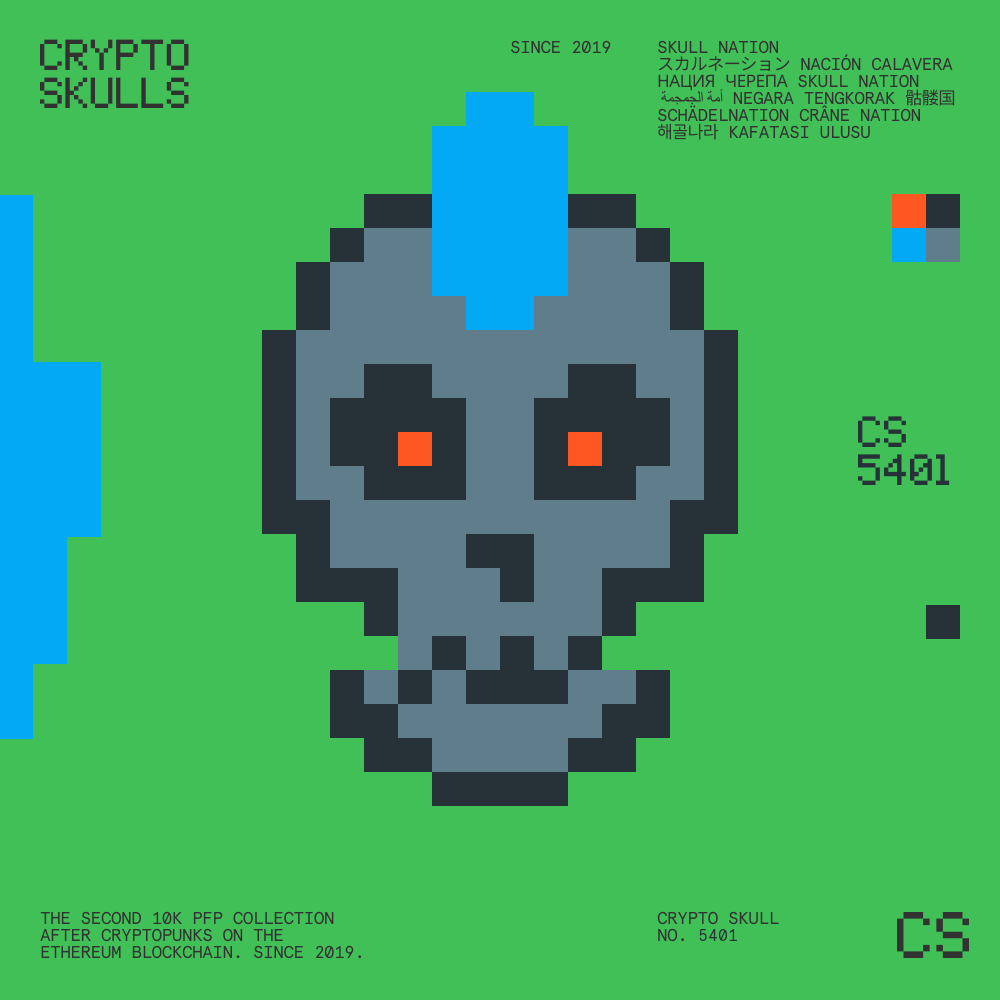 CRYPTO
SKULLS
SINCE 2019
SKULL NATION
スカルネーション NACIÓN CALAVERA
НАЦИЯ ЧЕРЕПА SKULL NATION
أمة الجمجمة NEGARA TENGKORAK 骷髅国
SCHÄDELNATION CRÂNE NATION
해골나라 KAFATASI ULUSU
CS
5401
THE SECOND 10K PFP COLLECTION
AFTER CRYPTOPUNKS ON THE
ETHEREUM BLOCKCHAIN. SINCE 2019.
CRYPTO SKULL
NO. 5401
CS